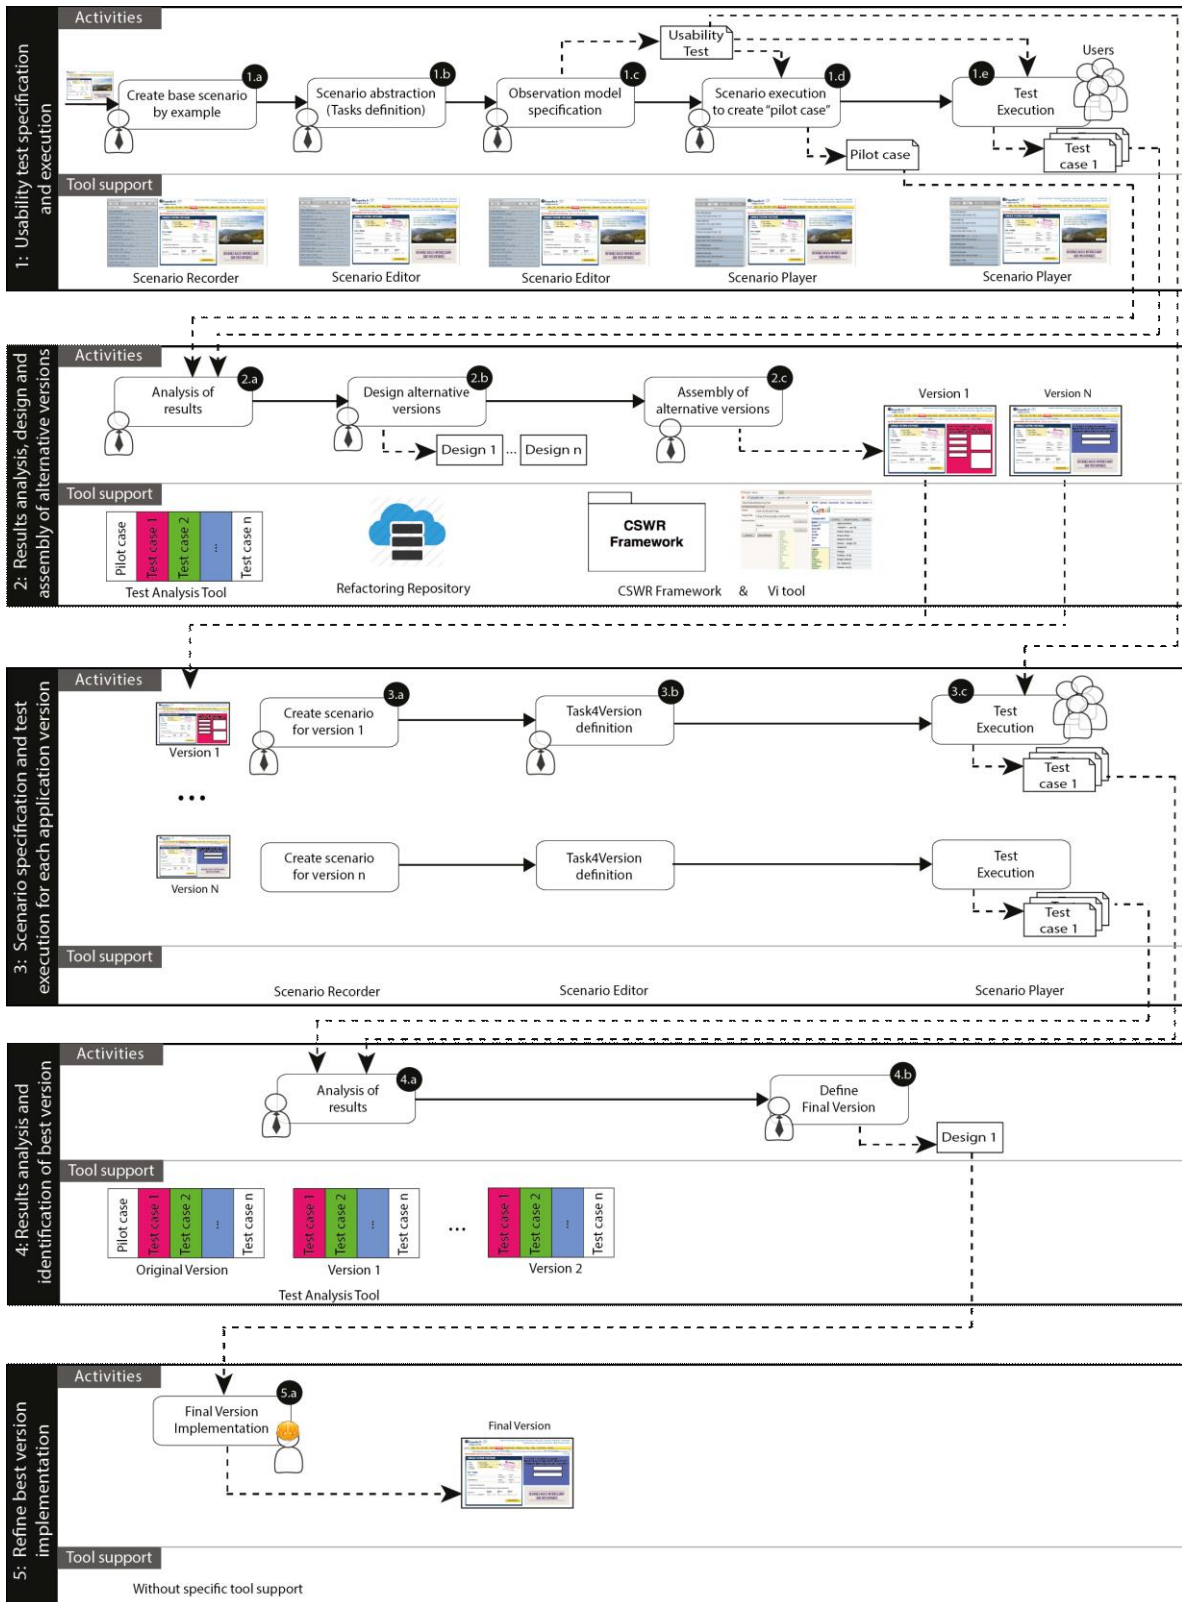 1: Usability test specification
and execution
Activities
Usability
Test
Users
1.a
Create base scenario
by example
1.b
Scenario abstraction
(Tasks definition)
1.c
Observation model
specification
1.d
Scenario execution
to create "pilot case"
1.e
Test
Execution
Pilot case
Test
case 1
Tool support
Scenario Recorder
Scenario Editor
Scenario Editor
Scenario Player
Scenario Player
2: Results analysis, design and
assembly of alternative versions
Activities
2.a
Analysis of
results
2.b
Design alternative
versions
2.c
Assembly of
alternative versions
Version 1
Version N
Design 1
...
Design n
Tool support
Pilot case
Test case 1
Test case 2
...
Test case n
Test Analysis Tool
Refactoring Repository
CSWR
Framework
CSWR Framework & Vi tool
3: Scenario specification and test
execution for each application version
Activities
Version 1
3.a
Create scenario
for version 1
3.b
Task4Version
definition
3.c
Test
Execution
Test
case 1
...
Version N
Create scenario
for version n
Task4Version
definition
Test
Execution
Test
case 1
Tool support
Scenario Recorder
Scenario Editor
Scenario Player
4: Results analysis and
identification of best version
Activities
4.a
Analysis of
results
4.b
Define
Final Version
Design 1
Tool support
Pilot case
Test case 1
Test case 2
...
Test case n
Original Version
Test case 1
Test case 2
...
Test case n
Version 1
...
Test case 1
Test case 2
...
Test case n
Version 2
Test Analysis Tool
5: Refine best version
implementation
Activities
5.a
Final Version
Implementation
Final Version
Tool support
Without specific tool support